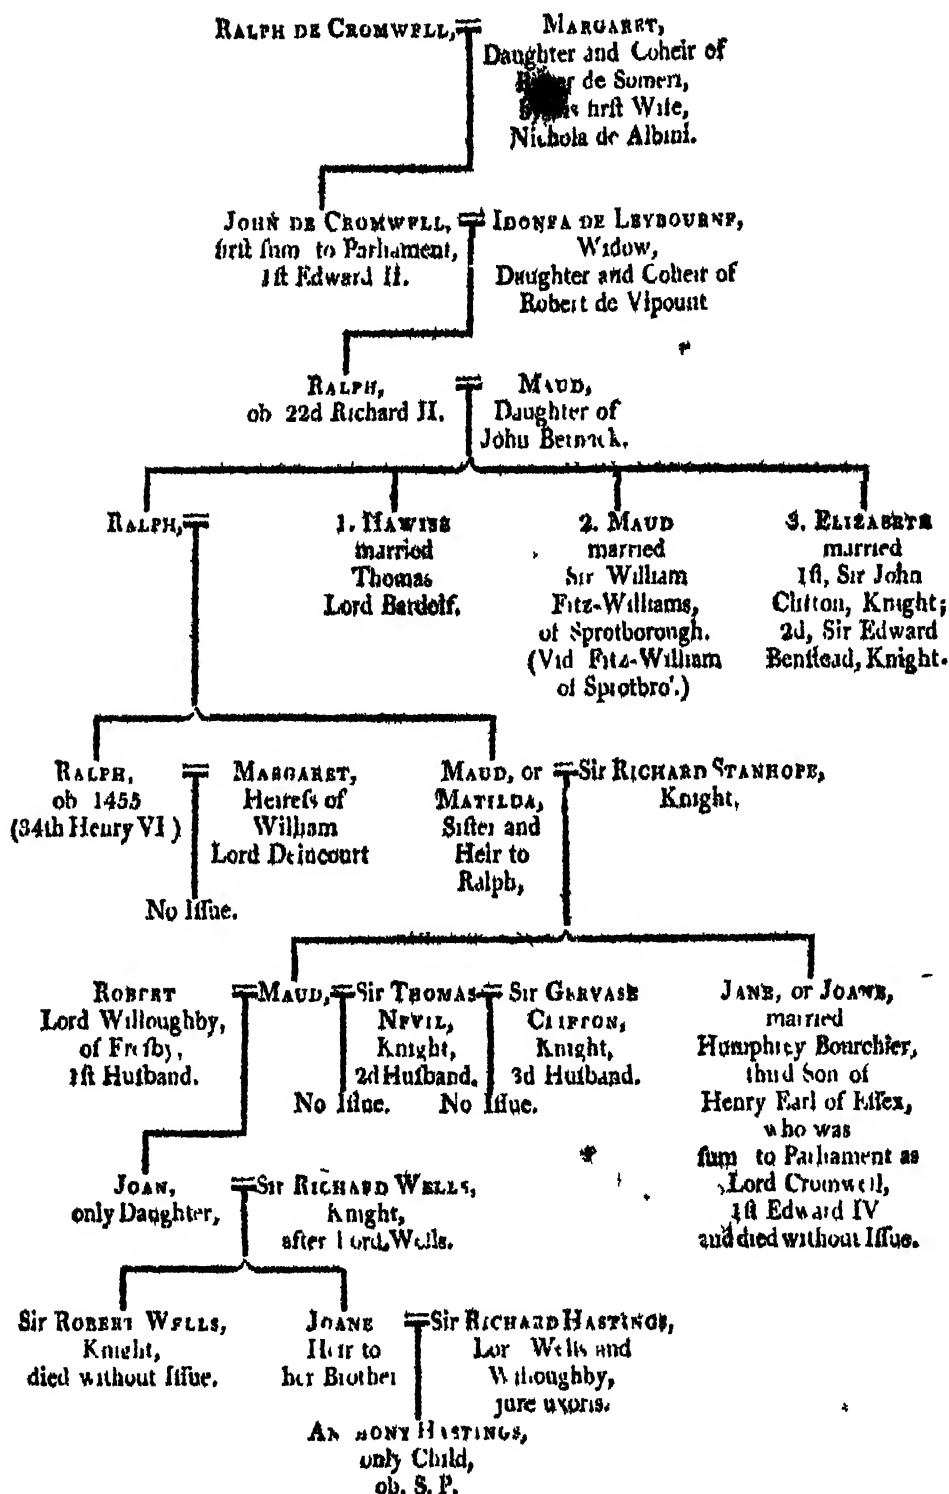 RALPH DE CROMWELL,
MARGARET,
Daughter and Coheir of
de Someri,
first Wife,
Nichola de Albini.
JOHN DE CROMWELL,
first sum to Parliament,
1st Edward II.
IDONEA DE LEYBOURNE,
Widow,
Daughter and Coheir of
Robert de Vipount
RALPH,
ob 22d Richard II.
MAUD,
Daughter of
John Bernack.
RALPH,
1. HAWISE
married
Thomas
Lord Bardolf.
2. MAUD
married
Sir William
Fitz-Williams,
of Sprotborough.
(Vid Fitz-William
of Sprotbro'.)
3. ELIZABETH
married
1st, Sir John
Clifton, Knight;
2d, Sir Edward
Benstead, Knight.
RALPH,
ob 1455
(34th Henry VI)
MARGARET,
Heiress of
William
Lord Deincourt
No Issue.
MAUD, or
MATILDA,
Sister and
Heir to
Ralph,
Sir RICHARD STANHOPE,
Knight,
ROBERT
Lord Willoughby,
of Eresby,
1st Husband.
MAUD,
Sir THOMAS
NEVIL,
Knight,
2d Husband.
No Issue.
Sir GERVASE
CLIFTON,
Knight,
3d Husband.
No Issue.
JANE, or JOANE,
married
Humphrey Bourchier,
third Son of
Henry Earl of Essex,
who was
sum to Parliament as
Lord Cromwell,
1st Edward IV
and died without Issue.
JOAN,
only Daughter,
Sir RICHARD WELLS,
Knight,
after Lord Wells.
Sir ROBERT WELLS,
Knight,
died without Issue.
JOANE
Heir to
her Brother
Sir RICHARD HASTINGS,
Lor Wells and
Willoughby,
jure uxoris.
ANTHONY HASTINGS,
only Child,
ob. S. P.